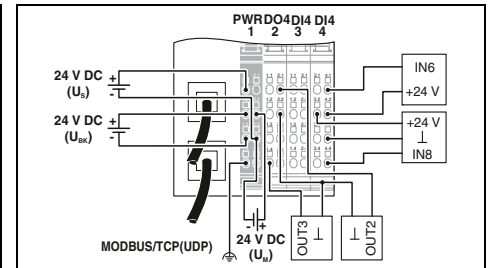 PWR DO4 DI4 DI4
1 2 3 4
24 V DC + -
(US)
24 V DC + -
(UBK)
IN6
+24 V
+24 V
⊥
IN8
MODBUS/TCP(UDP)
- +
24 V DC
(UM)
OUT3
⊥
⊥
OUT2